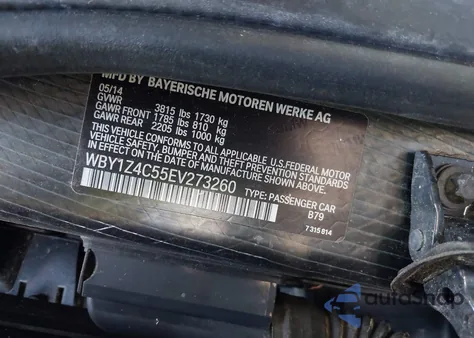 MFD BY BAYERISCHE MOTOREN WERKE AG
05/14
GVWR 3815 lbs 1730 kg
GAWR FRONT 1785 lbs 810 kg
GAWR REAR 2205 lbs 1000 kg
THIS VEHICLE CONFORMS TO ALL APPLICABLE U.S.FEDERAL MOTOR
VEHICLE SAFETY, BUMPER, AND THEFT PREVENTION STANDARDS
IN EFFECT ON THE DATE OF MANUFACTURE SHOWN ABOVE.
WBY1Z4C55EV273260
TYPE: PASSENGER CAR
B79
7 315 814
autoshop